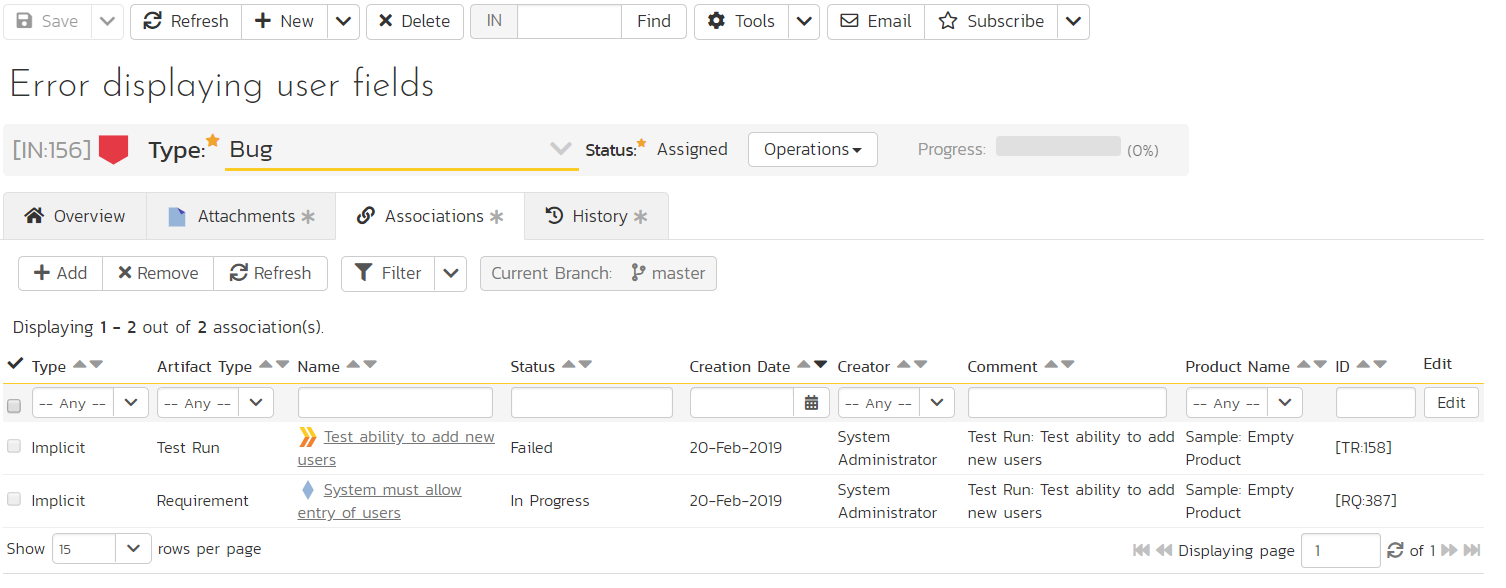 Save Refresh New Delete IN Find Tools Email Subscribe
Error displaying user fields
[IN:156] Type: Bug Status: Assigned Operations Progress: (0%)
Overview Attachments Associations History
Add Remove Refresh Filter Current Branch: master
Displaying 1 - 2 out of 2 association(s).
Type Artifact Type Name Status Creation Date Creator Comment Product Name ID Edit
-- Any -- -- Any -- -- Any -- -- Any -- Edit
Implicit Test Run Test ability to add new users Failed 20-Feb-2019 System Administrator Test Run: Test ability to add new users Sample: Empty Product [TR:158]
Implicit Requirement System must allow entry of users In Progress 20-Feb-2019 System Administrator Test Run: Test ability to add new users Sample: Empty Product [RQ:387]
Show 15 rows per page Displaying page 1 of 1